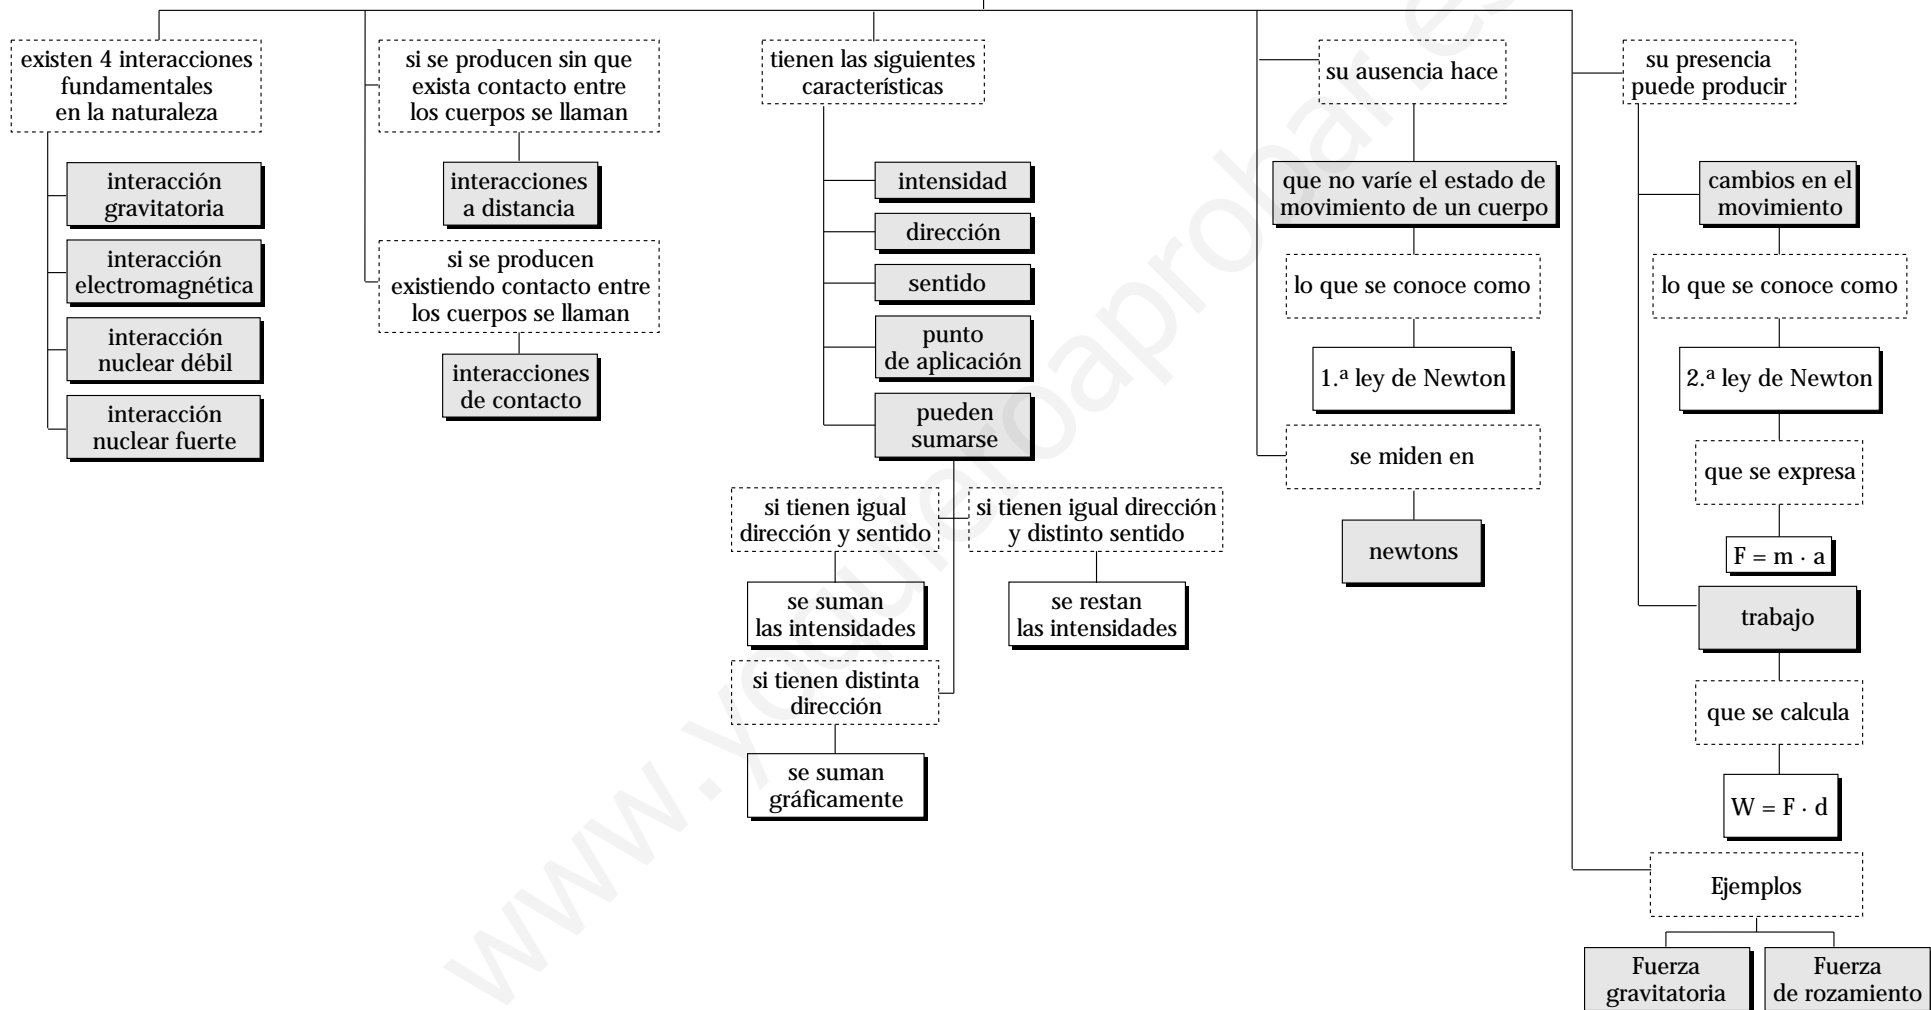 existen 4 interacciones
fundamentales
en la naturaleza
interacción
gravitatoria
interacción
electromagnética
interacción
nuclear débil
interacción
nuclear fuerte
si se producen sin que
exista contacto entre
los cuerpos se llaman
interacciones
a distancia
si se producen
existiendo contacto entre
los cuerpos se llaman
interacciones
de contacto
tienen las siguientes
características
intensidad
dirección
sentido
punto
de aplicación
pueden
sumarse
si tienen igual
dirección y sentido
se suman
las intensidades
si tienen igual dirección
y distinto sentido
se restan
las intensidades
si tienen distinta
dirección
se suman
gráficamente
su ausencia hace
que no varíe el estado de
movimiento de un cuerpo
lo que se conoce como
1.ª ley de Newton
se miden en
newtons
su presencia
puede producir
cambios en el
movimiento
lo que se conoce como
2.ª ley de Newton
que se expresa
F = m · a
trabajo
que se calcula
W = F · d
Ejemplos
Fuerza
gravitatoria
Fuerza
de rozamiento
www.yoquieroaprobar.es